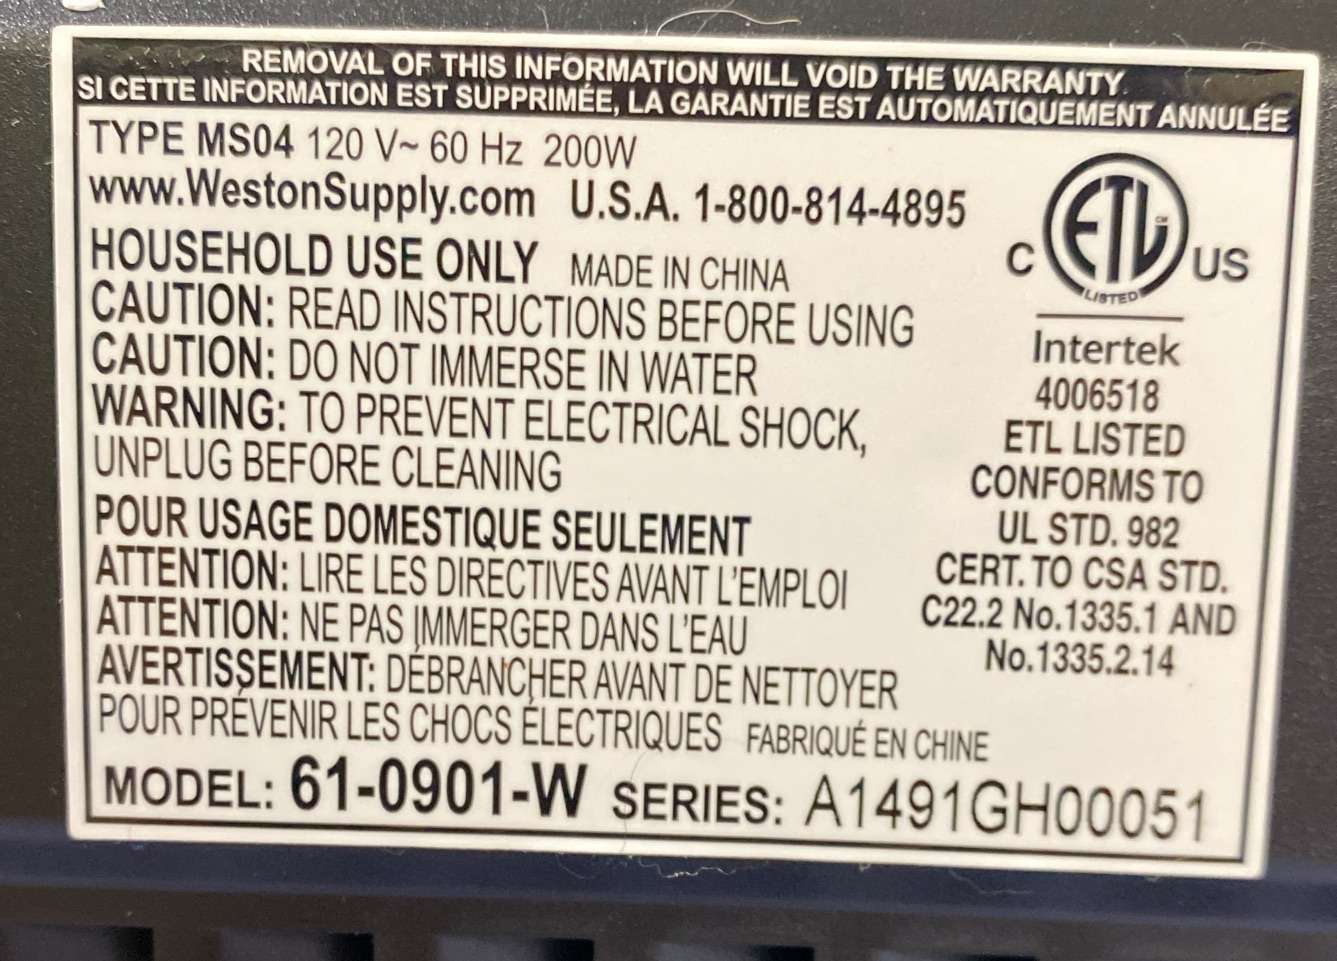 REMOVAL OF THIS INFORMATION WILL VOID THE WARRANTY.
SI CETTE INFORMATION EST SUPPRIMÉE, LA GARANTIE EST AUTOMATIQUEMENT ANNULÉE
TYPE MS04 120 V~ 60 Hz 200W
www.WestonSupply.com U.S.A. 1-800-814-4895
HOUSEHOLD USE ONLY MADE IN CHINA
CAUTION: READ INSTRUCTIONS BEFORE USING
CAUTION: DO NOT IMMERSE IN WATER
WARNING: TO PREVENT ELECTRICAL SHOCK,
UNPLUG BEFORE CLEANING
POUR USAGE DOMESTIQUE SEULEMENT
ATTENTION: LIRE LES DIRECTIVES AVANT L'EMPLOI
ATTENTION: NE PAS IMMERGER DANS L'EAU
AVERTISSEMENT: DÉBRANCHER AVANT DE NETTOYER
POUR PRÉVENIR LES CHOCS ÉLECTRIQUES FABRIQUÉ EN CHINE
MODEL: 61-0901-W SERIES: A1491GH00051
C ETL CM US
LISTED
Intertek
4006518
ETL LISTED
CONFORMS TO
UL STD. 982
CERT. TO CSA STD.
C22.2 No.1335.1 AND
No.1335.2.14